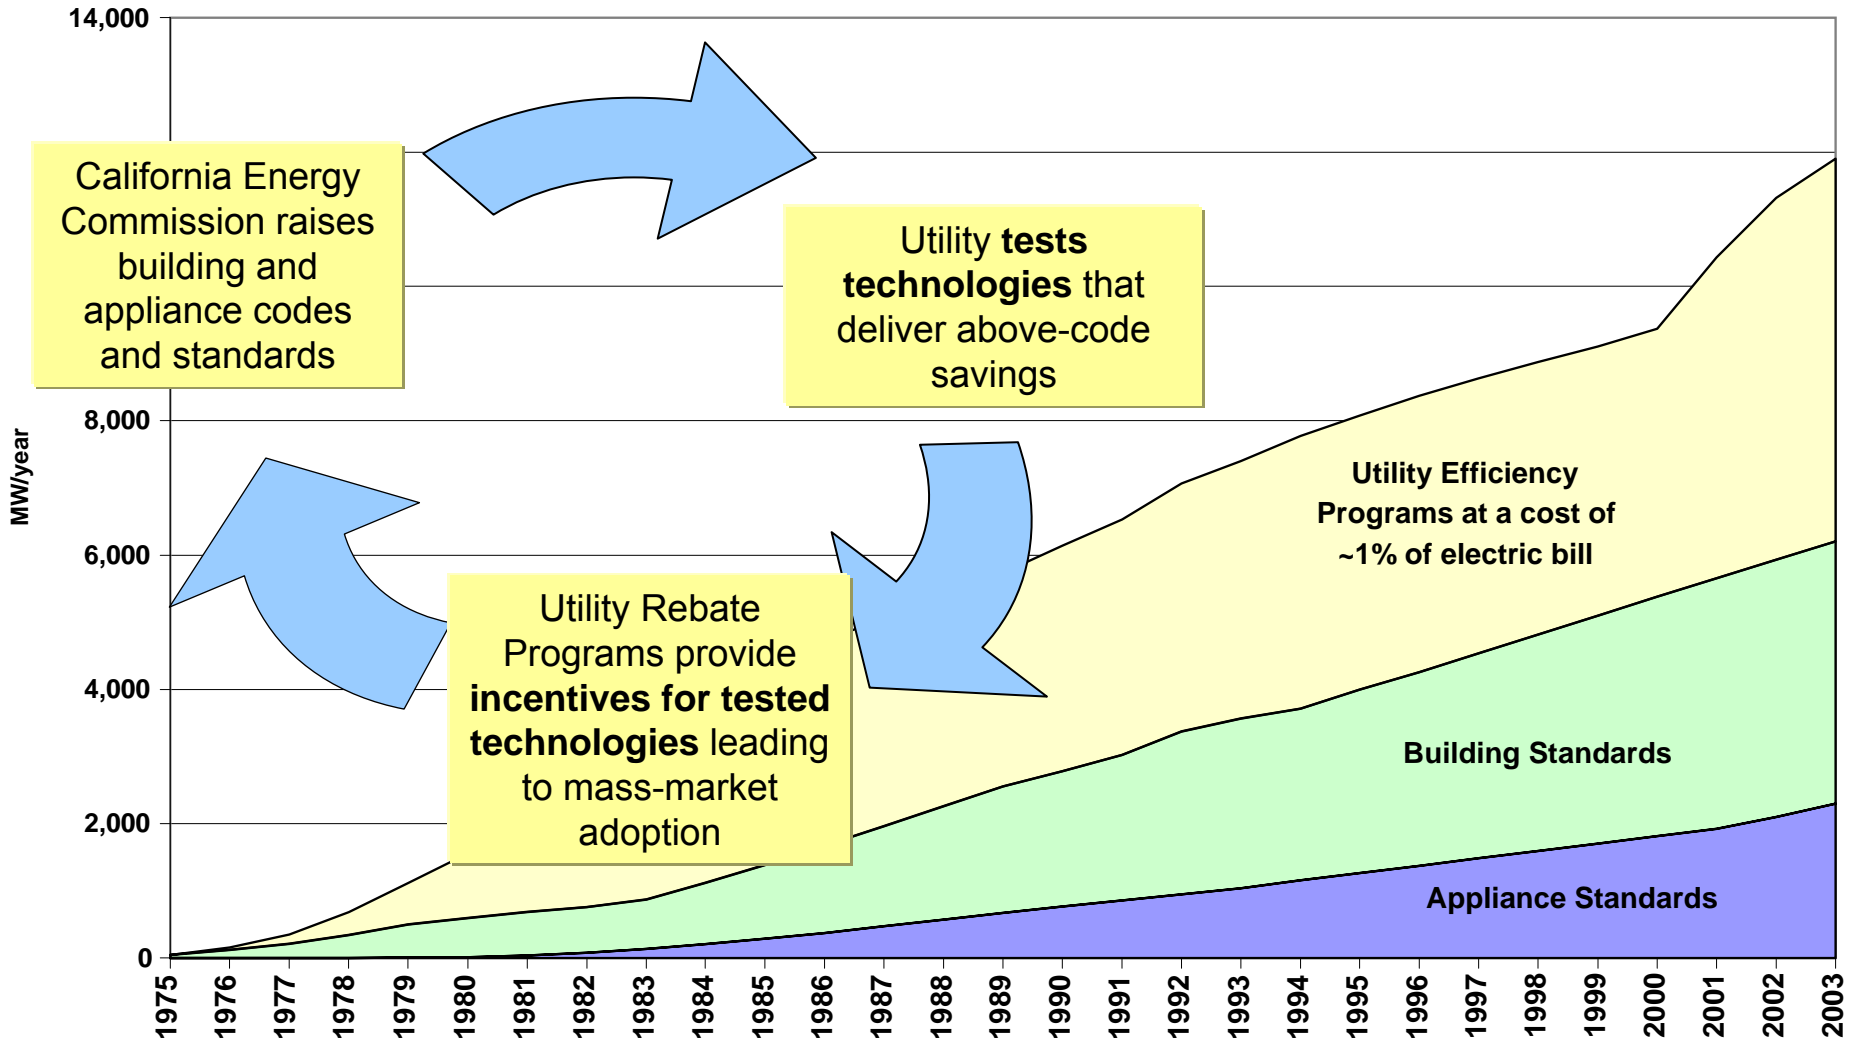 14,000
California Energy
Commission raises
building and
appliance codes
and standards
Utility tests
technologies that
deliver above-code
savings
8,000
MW/year
Utility Efficiency
Programs at a cost of
~1% of electric bill
6,000
Utility Rebate
Programs provide
incentives for tested
technologies leading
to mass-market
adoption
4,000
Building Standards
2,000
Appliance Standards
0
1975
1976
1977
1978
1979
1980
1981
1982
1983
1984
1985
1986
1987
1988
1989
1990
1991
1992
1993
1994
1995
1996
1997
1998
1999
2000
2001
2002
2003